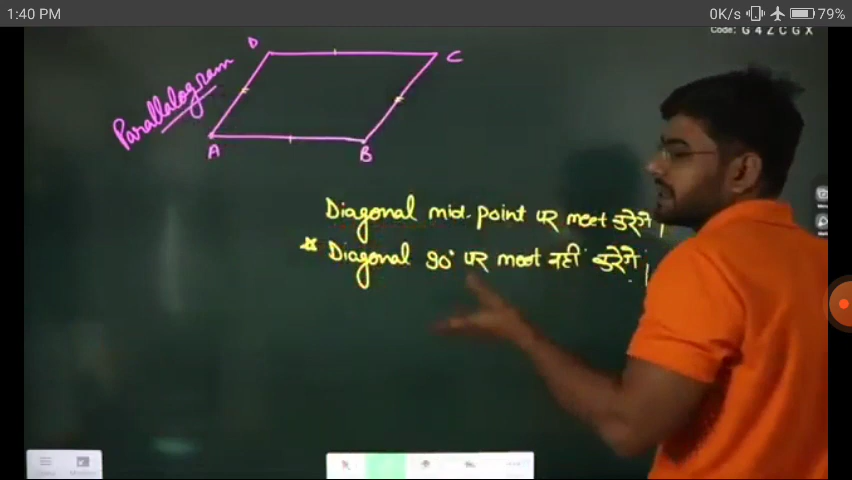 1:40 PM 0K/s 79%
Code: G4ZCGX
D C
Parallalogram
A B
Diagonal mid-point पर meet करेंगे।
* Diagonal 90° पर meet नही करेंगे।